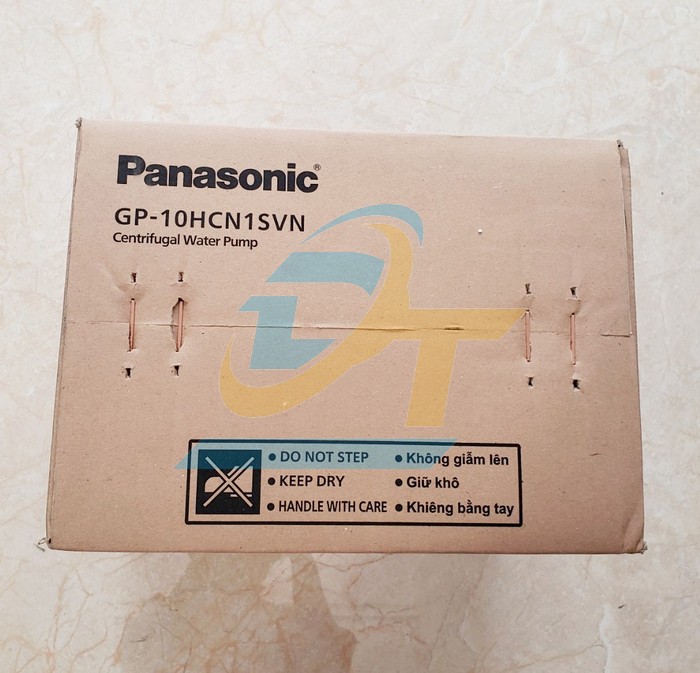 Panasonic®
GP-10HCN1SVN
Centrifugal Water Pump
DT
• DO NOT STEP • Không giẫm lên
• KEEP DRY • Giữ khô
• HANDLE WITH CARE • Khiêng bằng tay